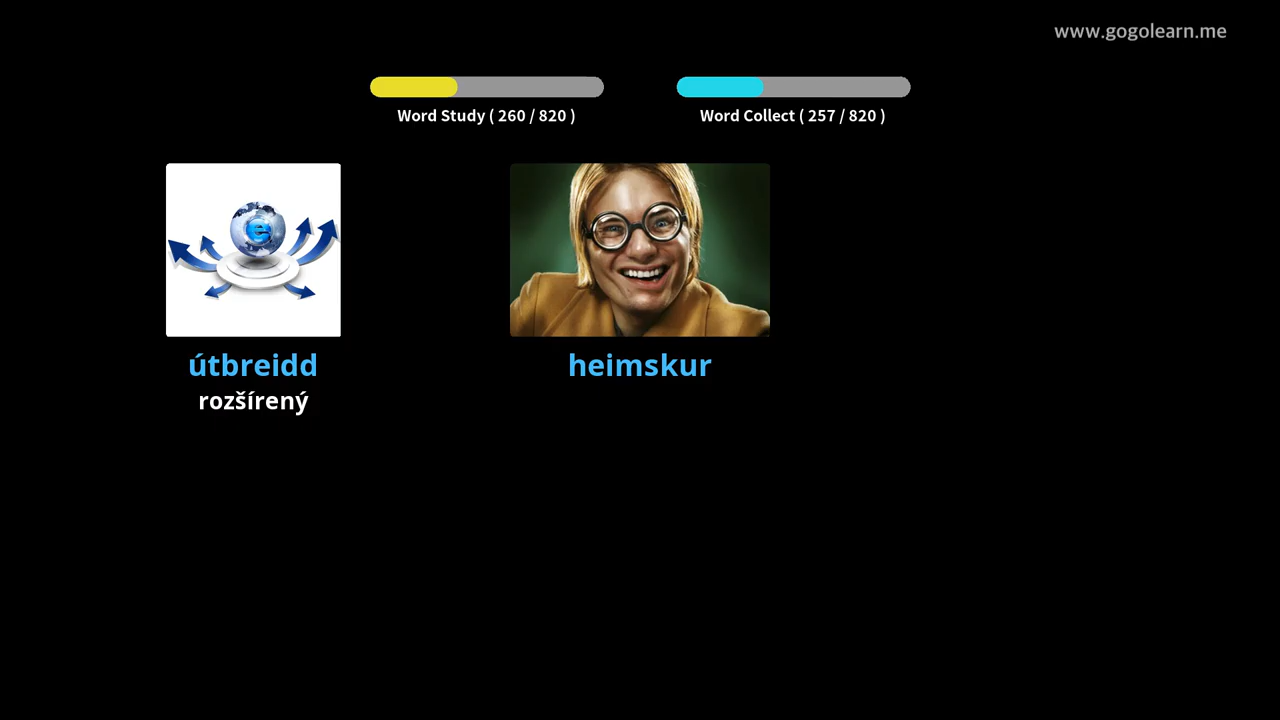 www.gogolearn.me
Word Study ( 260 / 820 )
Word Collect ( 257 / 820 )
e
útbreidd
rozšírený
heimskur